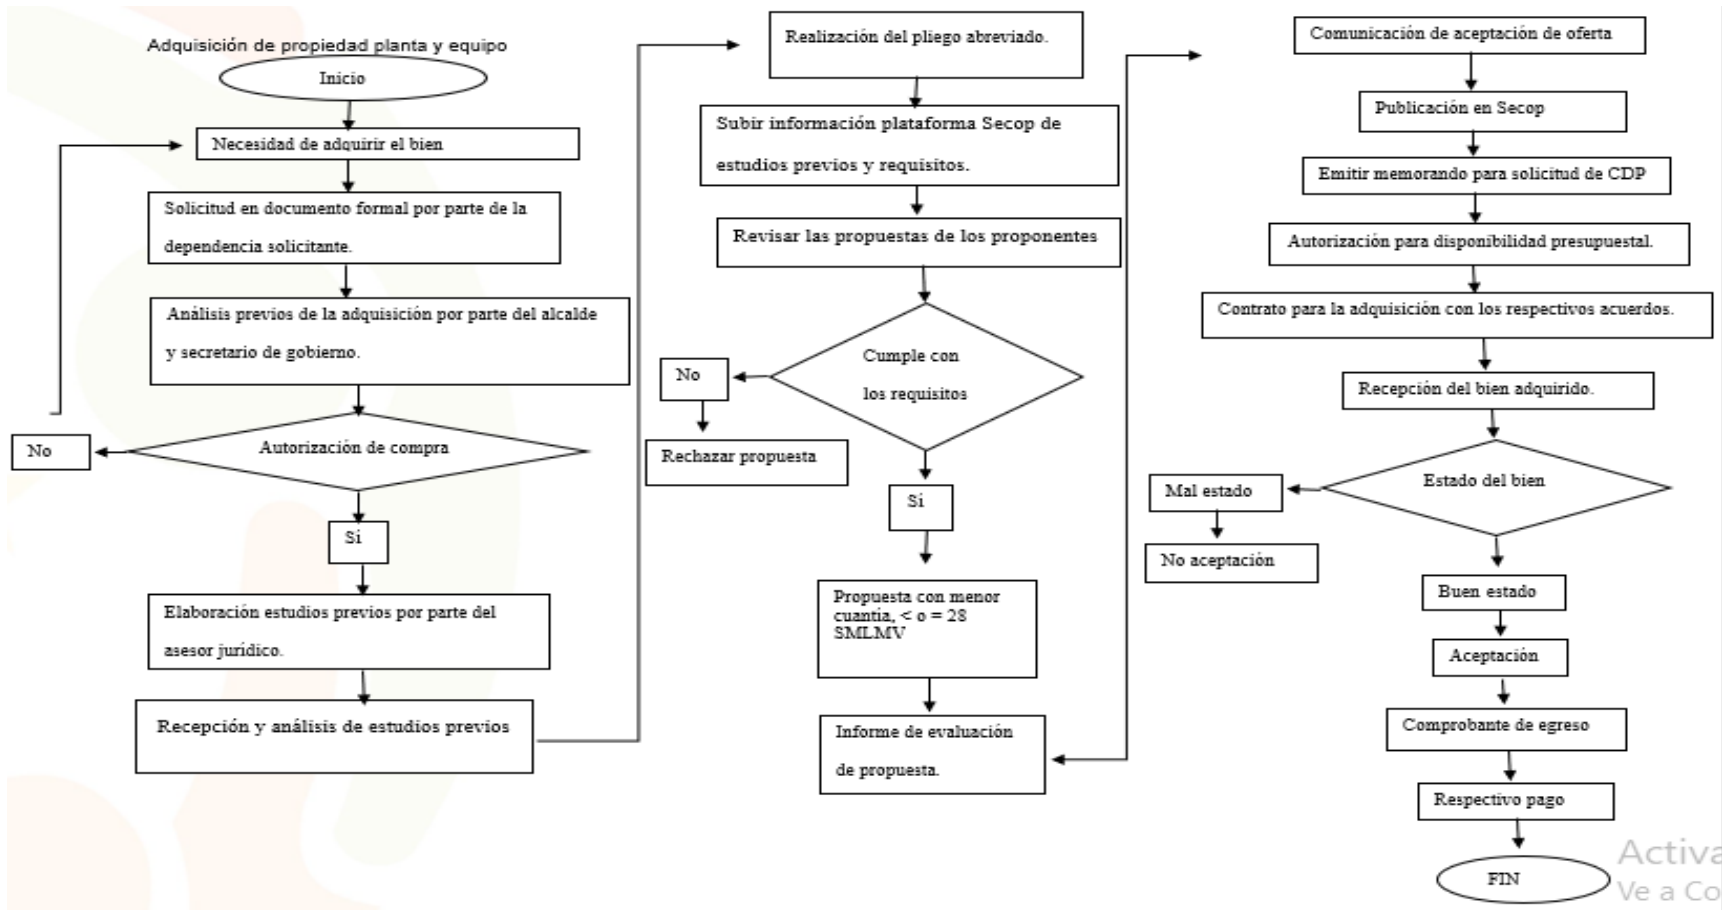 Adquisición de propiedad planta y equipo
Inicio
Necesidad de adquirir el bien
Solicitud en documento formal por parte de la
dependencia solicitante.
Análisis previos de la adquisición por parte del alcalde
y secretario de gobierno.
Autorización de compra
No
Si
Elaboración estudios previos por parte del
asesor jurídico.
Recepción y análisis de estudios previos
Realización del pliego abreviado.
Subir información plataforma Secop de
estudios previos y requisitos.
Revisar las propuestas de los proponentes
Cumple con
los requisitos
No
Rechazar propuesta
Si
Propuesta con menor
cuantía, < o = 28
SMLMV
Informe de evaluación
de propuesta.
Comunicación de aceptación de oferta
Publicación en Secop
Emitir memorando para solicitud de CDP
Autorización para disponibilidad presupuestal.
Contrato para la adquisición con los respectivos acuerdos.
Recepción del bien adquirido.
Estado del bien
Mal estado
No aceptación
Buen estado
Aceptación
Comprobante de egreso
Respectivo pago
FIN
Activa
Ve a Co